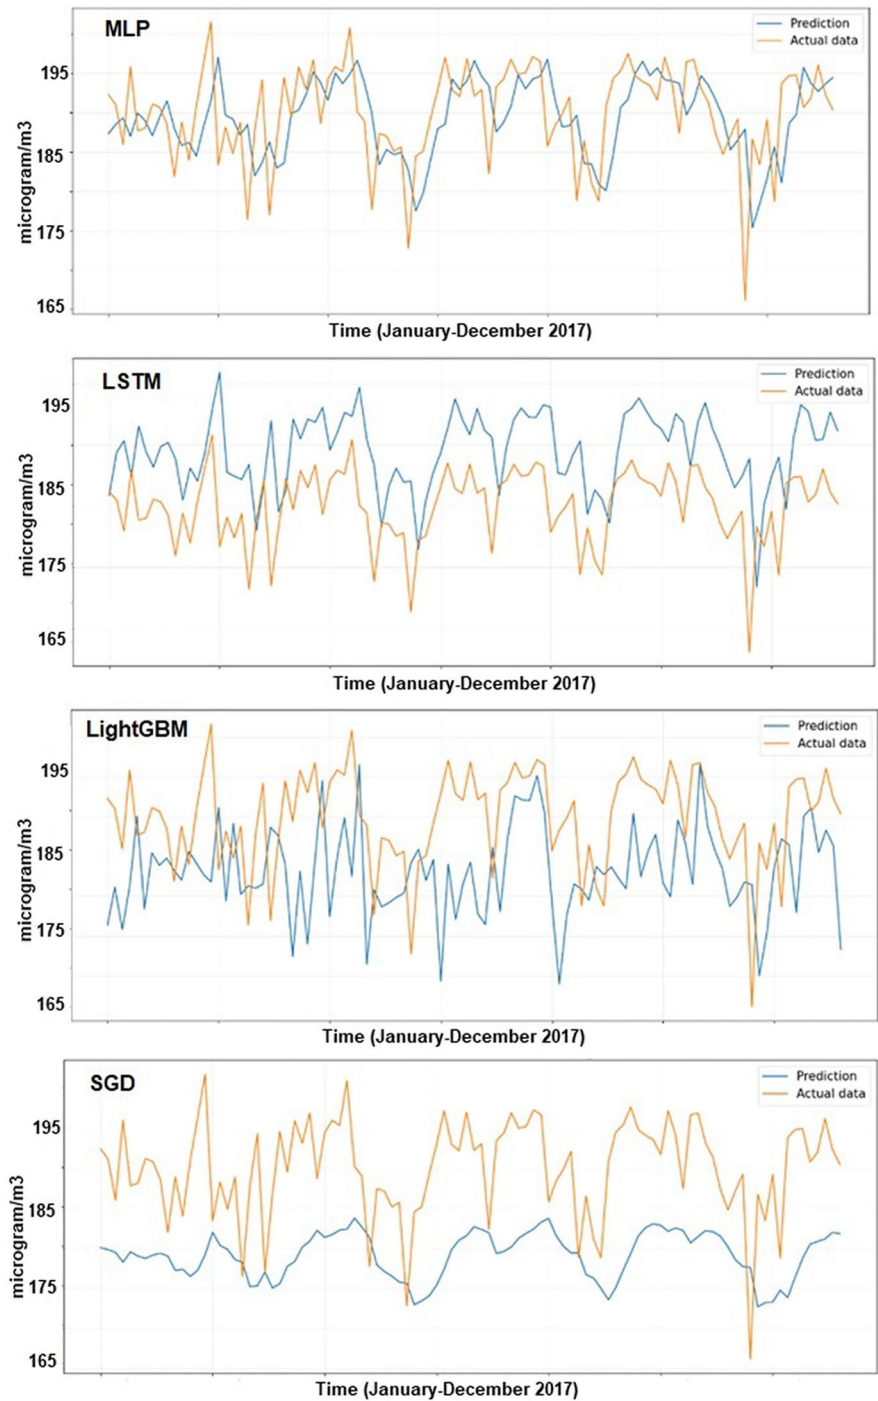 MLP
Prediction
Actual data
195
185
175
165
microgram/m3
Time (January-December 2017)
LSTM
Prediction
Actual data
195
185
175
165
microgram/m3
Time (January-December 2017)
LightGBM
Prediction
Actual data
195
185
175
165
microgram/m3
Time (January-December 2017)
SGD
Prediction
Actual data
195
185
175
165
microgram/m3
Time (January-December 2017)